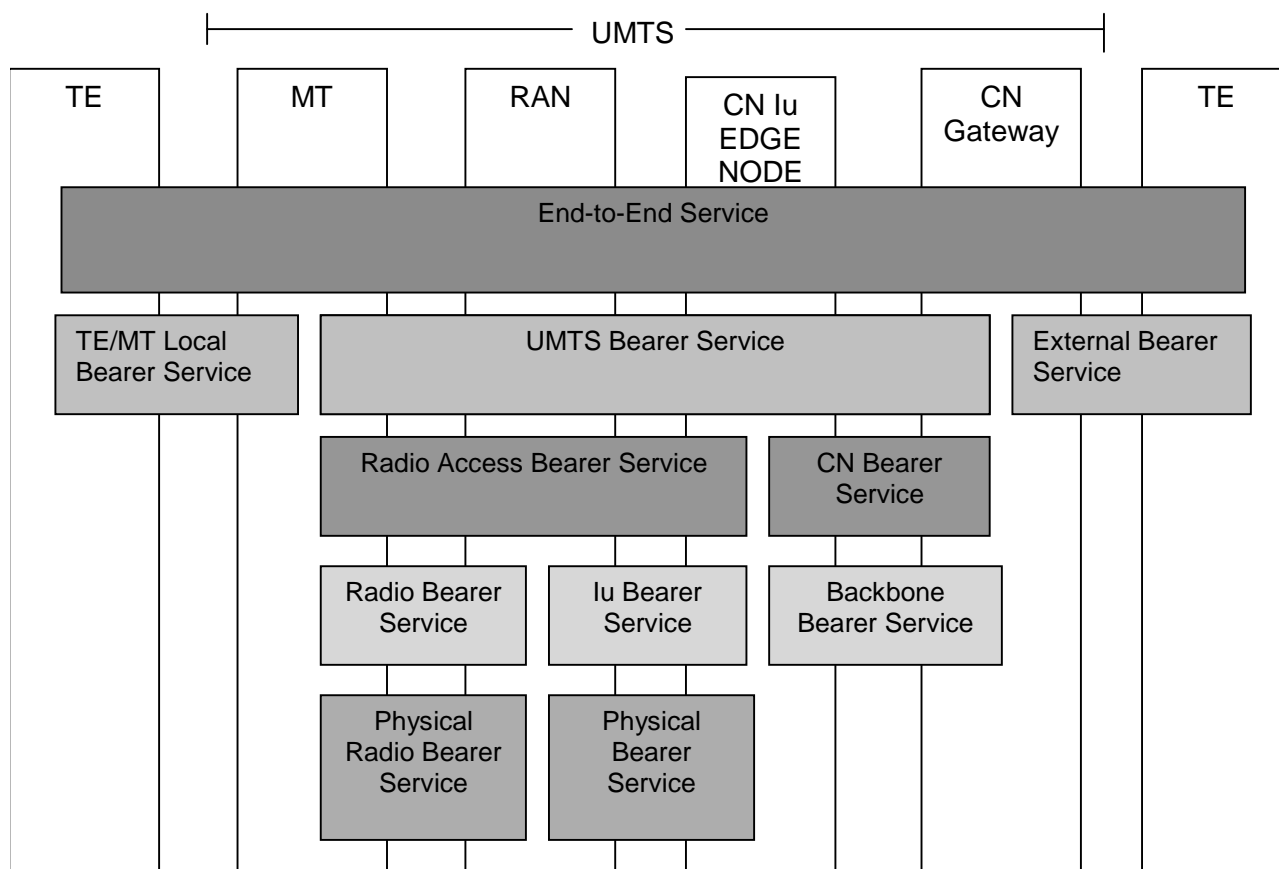 UMTS
TE
MT
RAN
CN Iu
EDGE
NODE
CN
Gateway
TE
End-to-End Service
TE/MT Local
Bearer Service
UMTS Bearer Service
External Bearer
Service
Radio Access Bearer Service
CN Bearer
Service
Radio Bearer
Service
Iu Bearer
Service
Backbone
Bearer Service
Physical
Radio Bearer
Service
Physical
Bearer
Service